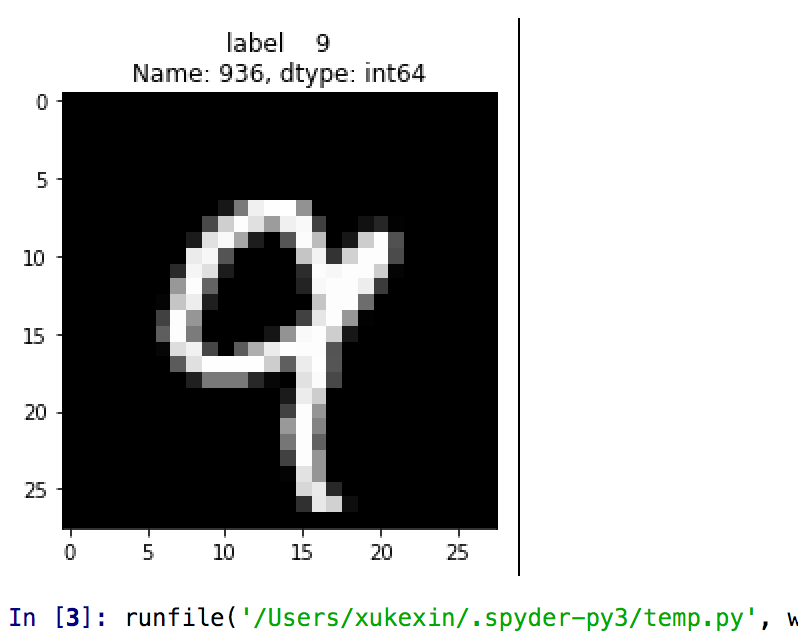 label    9
Name: 936, dtype: int64
0
5
10
15
20
25
9
0 5 10 15 20 25
In [3]: runfile('/Users/xukexin/.spyder-py3/temp.py', w